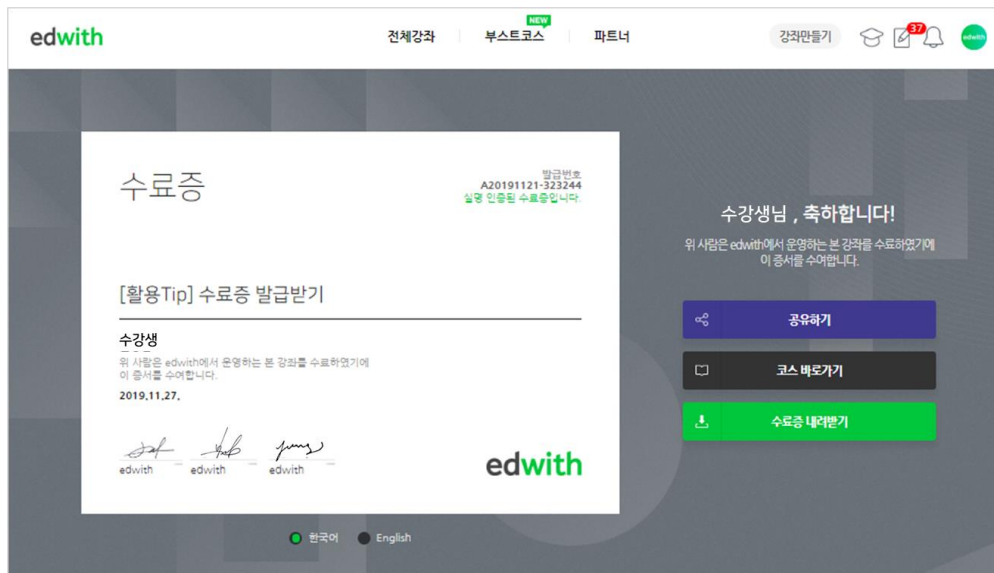 edwith
전체강좌
NEW
부스트코스
파트너
강좌만들기
37
edwith
수료증
발급번호
A20191121-323244
실명 인증된 수료증입니다.
[활용Tip] 수료증 발급받기
수강생
위 사람은 edwith에서 운영하는 본 강좌를 수료하였기에
이 증서를 수여합니다.
2019.11.27.
edwith
edwith
edwith
edwith
한국어
English
수강생님 , 축하합니다!
위 사람은 edwith에서 운영하는 본 강좌를 수료하였기에
이 증서를 수여합니다.
공유하기
코스 바로가기
수료증 내려받기